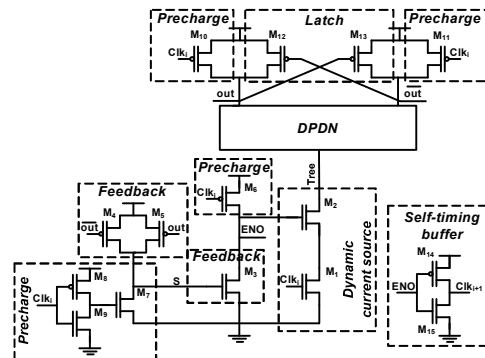 Precharge Latch Precharge
M10 M12 M13 M11
Clki Clki
out out
DPDN
Precharge
Tree
Feedback
Clki M6
M4 M5
M2
out out
ENO
Self-timing buffer
Feedback
Dynamic current source
M14
M8
S M3
Clki M1
Clki
M7
ENO Clki+1
M9
Precharge
M15